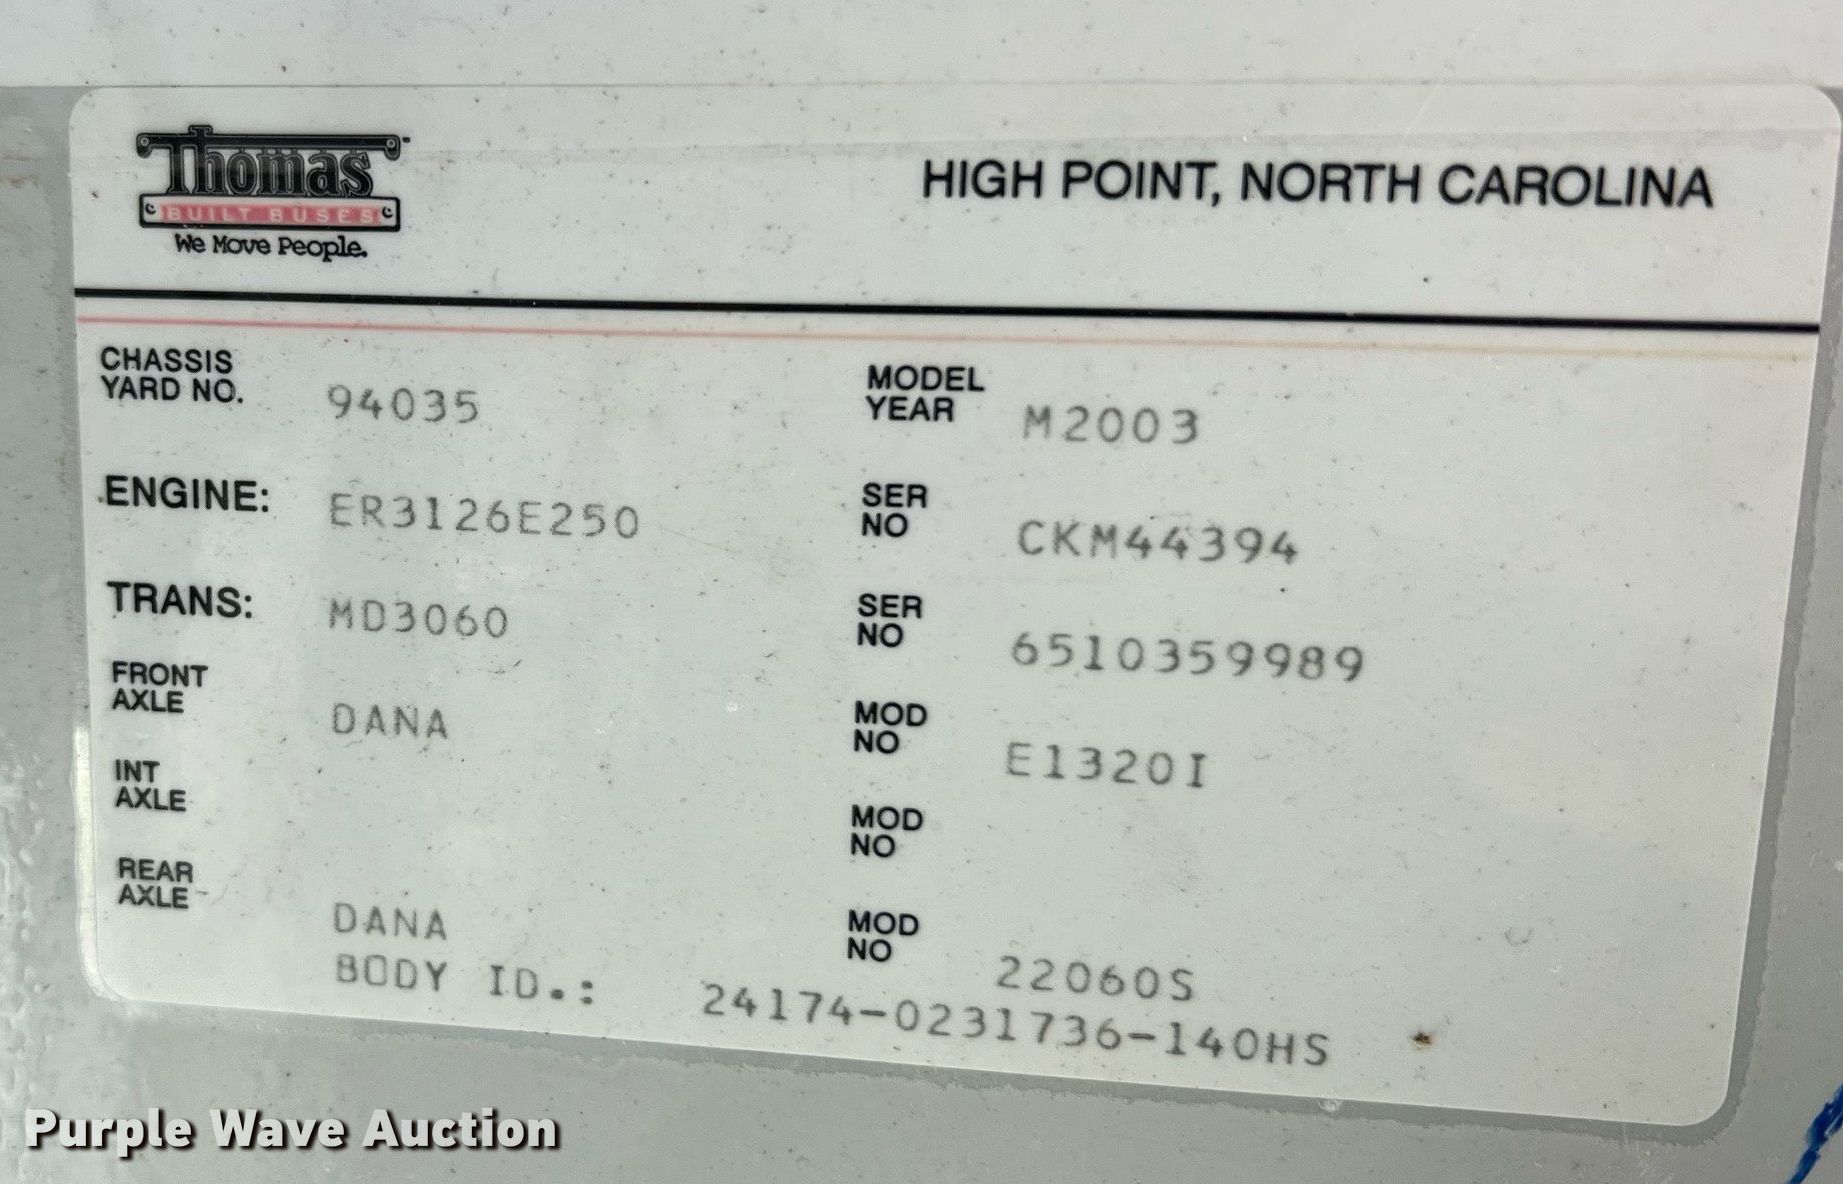 Thomas
BUILT BUSES
We Move People.
HIGH POINT, NORTH CAROLINA
CHASSIS
YARD NO. 94035
ENGINE: ER3126E250
TRANS: MD3060
FRONT
AXLE DANA
INT
AXLE
REAR
AXLE DANA
MODEL
YEAR M2003
SER
NO CKM44394
SER
NO 6510359989
MOD
NO E1320I
MOD
NO
MOD
NO 22060S
BODY ID.: 24174-0231736-140HS
Purple Wave Auction